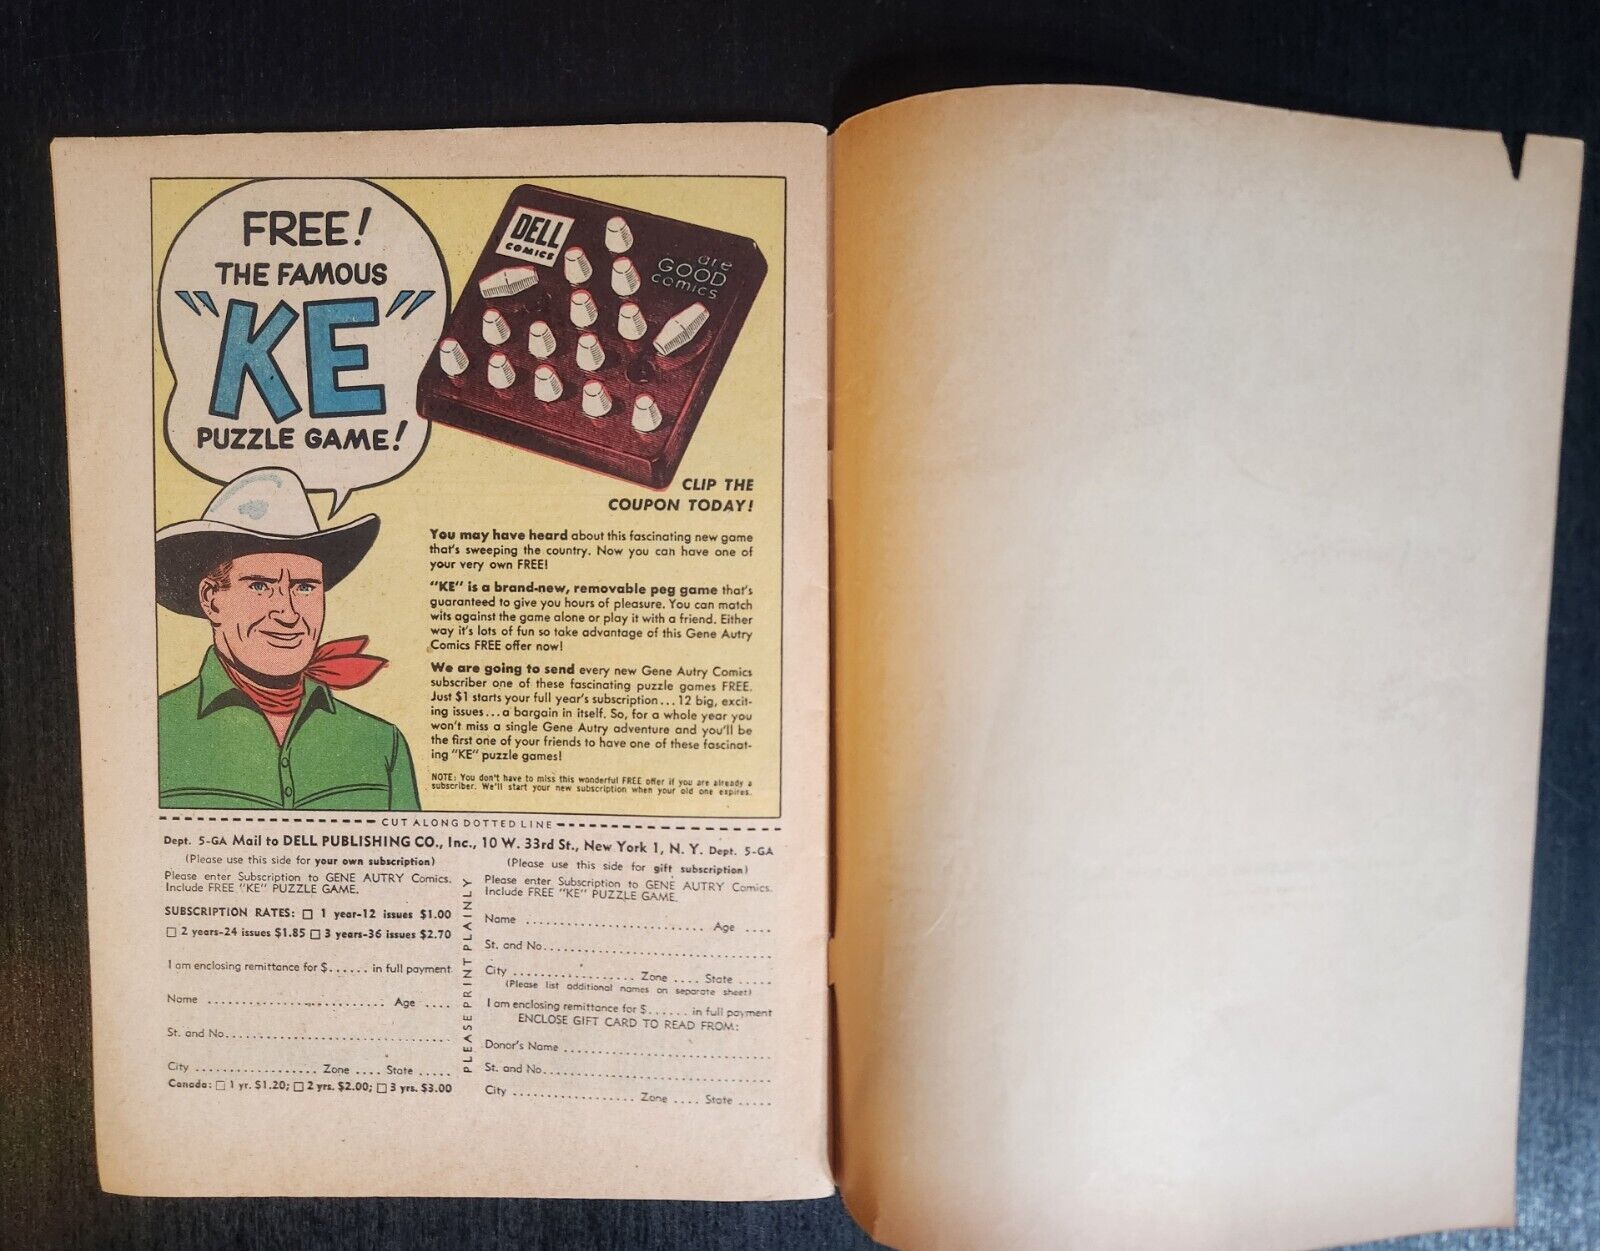 FREE!
THE FAMOUS
"KE"
PUZZLE GAME!
DELL
COMICS
are
GOOD
comics
CLIP THE
COUPON TODAY!
You may have heard about this fascinating new game
that's sweeping the country. Now you can have one of
your very own FREE!
"KE" is a brand-new, removable peg game that's
guaranteed to give you hours of pleasure. You can match
wits against the game alone or play it with a friend. Either
way it's lots of fun so take advantage of this Gene Autry
Comics FREE offer now!
We are going to send every new Gene Autry Comics
subscriber one of these fascinating puzzle games FREE.
Just $1 starts your full year's subscription...12 big, excit-
ing issues...a bargain in itself. So, for a whole year you
won't miss a single Gene Autry adventure and you'll be
the first one of your friends to have one of these fascinat-
ing "KE" puzzle games!
NOTE: You don't have to miss this wonderful FREE offer if you are already a
subscriber. We'll start your new subscription when your old one expires.
CUT ALONG DOTTED LINE
Dept. 5-GA Mail to DELL PUBLISHING CO., Inc., 10 W. 33rd St., New York 1, N. Y. Dept. 5-GA
(Please use this side for your own subscription)
Please enter Subscription to GENE AUTRY Comics.
Include FREE "KE" PUZZLE GAME.
SUBSCRIPTION RATES: □ 1 year-12 issues $1.00
□ 2 years-24 issues $1.85 □ 3 years-36 issues $2.70
I am enclosing remittance for $...... in full payment
Name .............................. Age ....
St. and No......................................
City .................... Zone .... State .....
Canada: □ 1 yr. $1.20; □ 2 yrs. $2.00; □ 3 yrs. $3.00
PLEASE PRINT PLAINLY
(Please use this side for gift subscription)
Please enter Subscription to GENE AUTRY Comics.
Include FREE "KE" PUZZLE GAME.
Name .............................. Age ....
St. and No......................................
City .................... Zone .... State .....
(Please list additional names on separate sheet)
I am enclosing remittance for $...... in full payment
ENCLOSE GIFT CARD TO READ FROM:
Donor's Name ...................................
St. and No......................................
City .................... Zone .... State .....